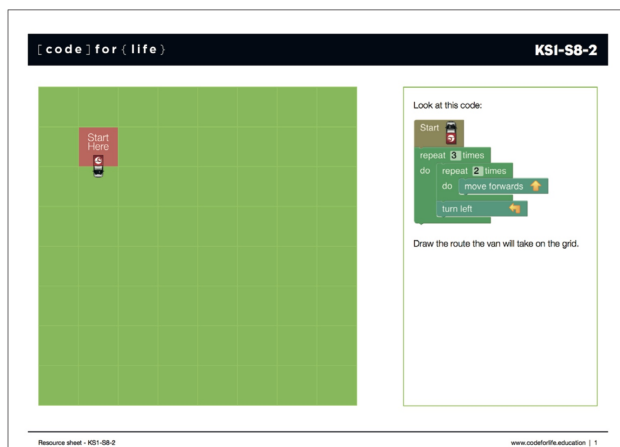 [code]for{life}
KS1-S8-2
Start
Here
Look at this code:
Start
repeat 3 times
do repeat 2 times
do move forwards
turn left
Draw the route the van will take on the grid.
Resource sheet - KS1-S8-2
www.codeforlife.education | 1